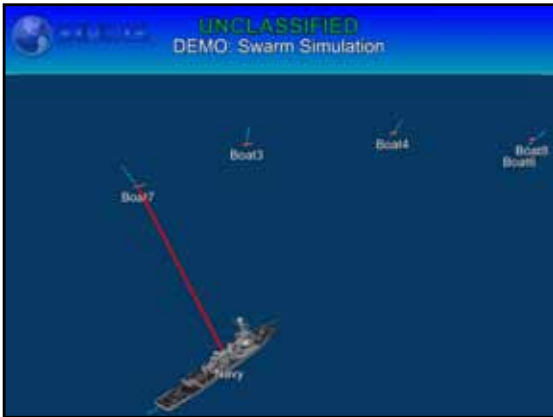 UNCLASSIFIED
DEMO: Swarm Simulation
Boat3
Boat4
Boat7
Navy